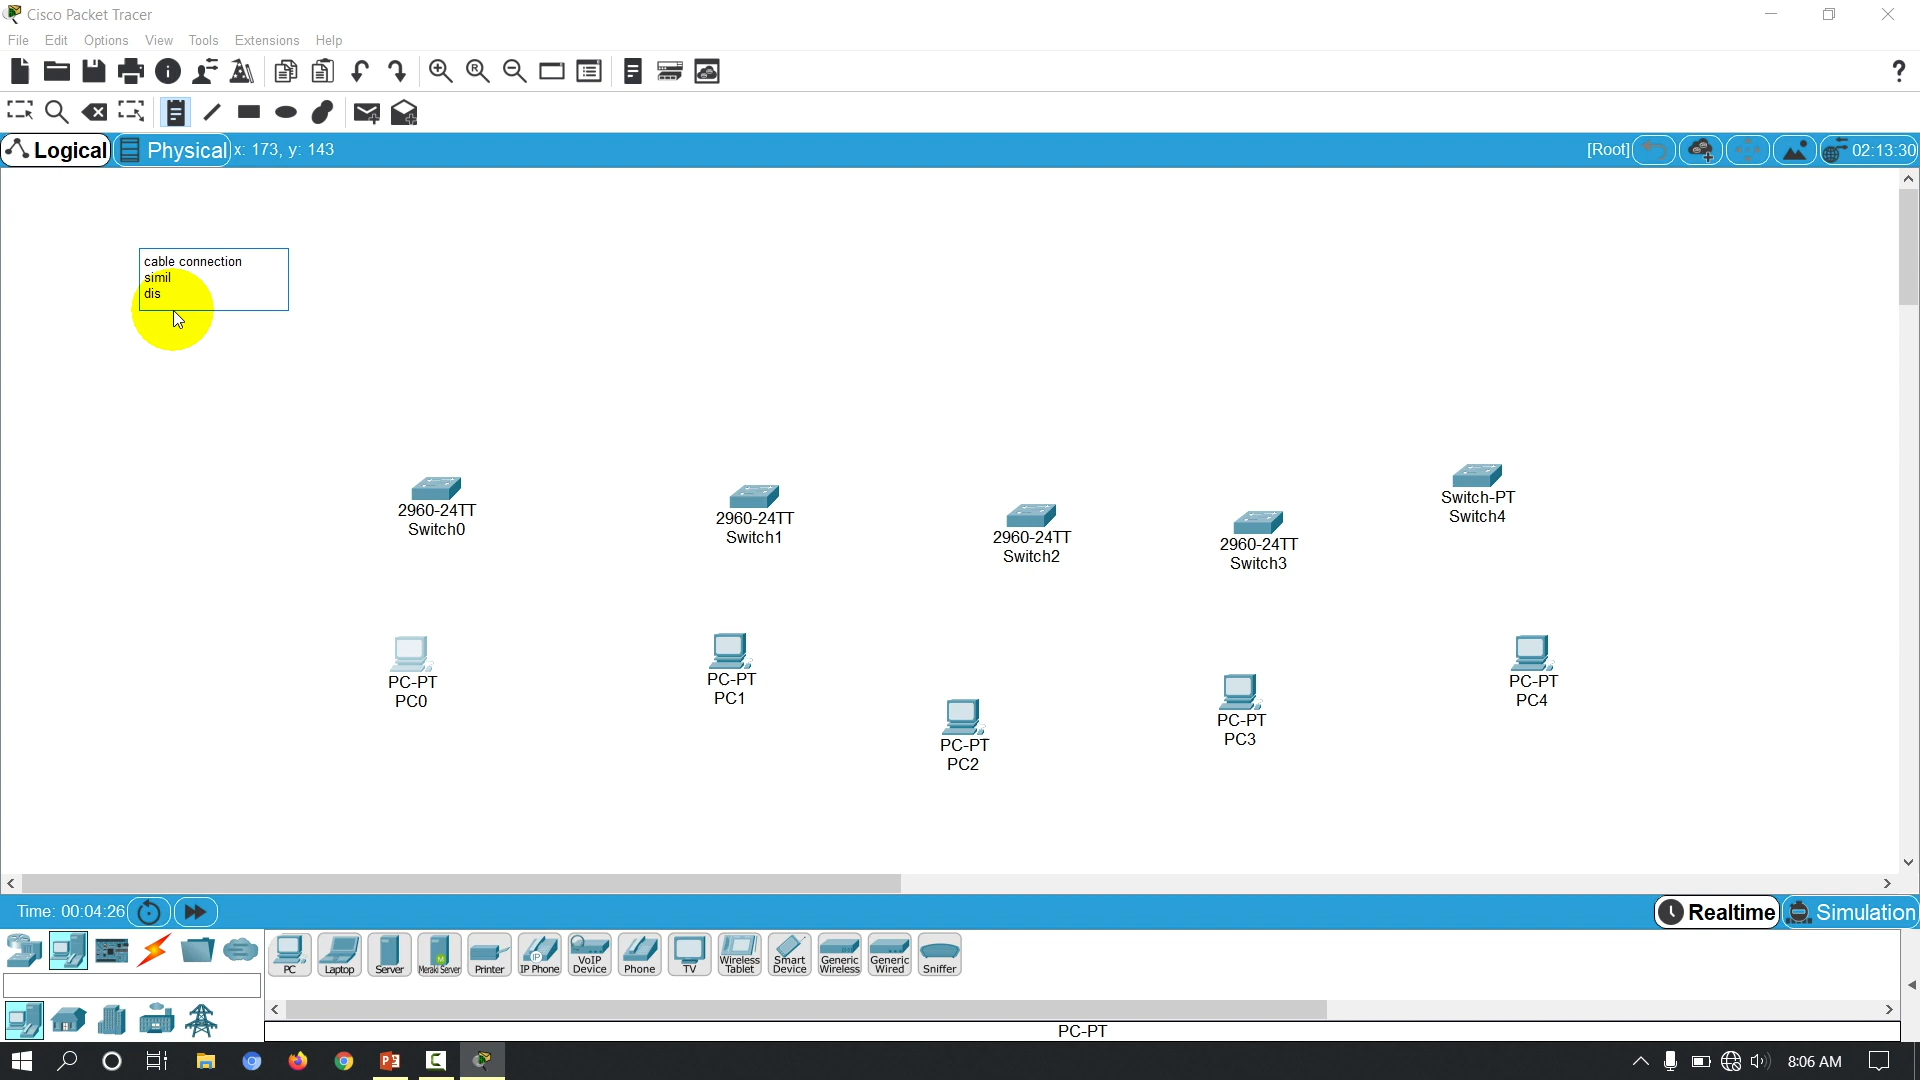 Cisco Packet Tracer
File Edit Options View Tools Extensions Help
?
Logical Physical x: 173, y: 143 [Root] 02:13:30
cable connection
simil
dis
2960-24TT
Switch0
2960-24TT
Switch1
2960-24TT
Switch2
2960-24TT
Switch3
Switch-PT
Switch4
PC-PT
PC0
PC-PT
PC1
PC-PT
PC2
PC-PT
PC3
PC-PT
PC4
Time: 00:04:26 Realtime Simulation
PC
Laptop
Server
Meraki Server
Printer
IP Phone
VoIP
Device
Phone
TV
Wireless
Tablet
Smart
Device
Generic
Wireless
Generic
Wired
Sniffer
PC-PT
8:06 AM